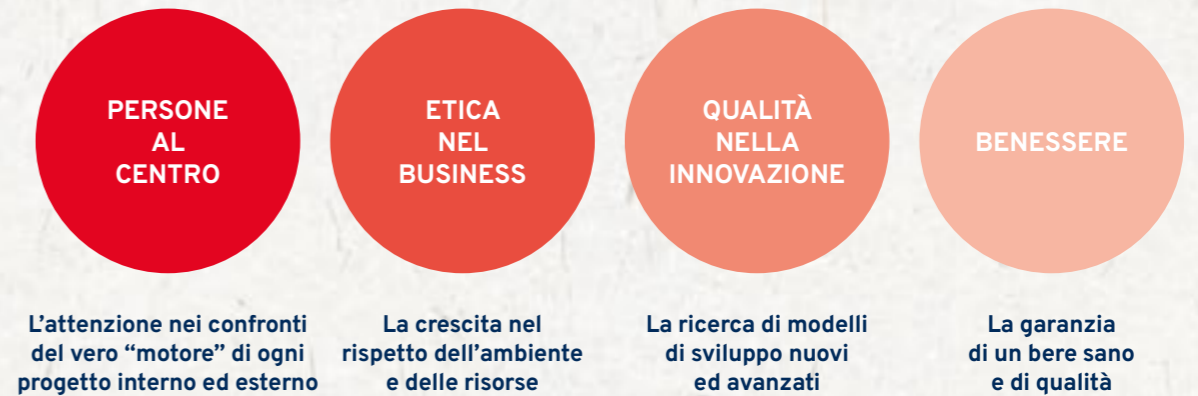 PERSONE
AL
CENTRO
ETICA
NEL
BUSINESS
QUALITÀ
NELLA
INNOVAZIONE
BENESSERE
L'attenzione nei confronti
del vero “motore” di ogni
progetto interno ed esterno
La crescita nel
rispetto dell'ambiente
e delle risorse
La ricerca di modelli
di sviluppo nuovi
ed avanzati
La garanzia
di un bere sano
e di qualità